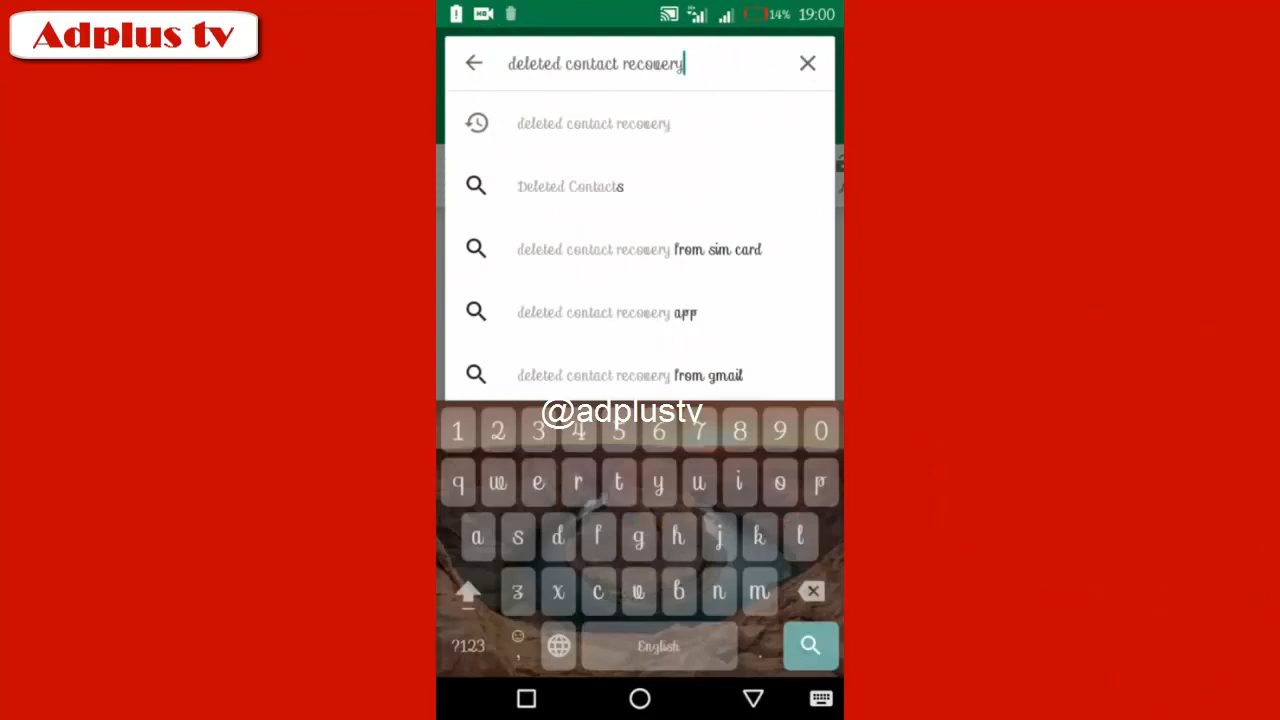 Adplus tv
14% 19:00
deleted contact recovery
deleted contact recovery
Deleted Contacts
deleted contact recovery from sim card
deleted contact recovery app
deleted contact recovery from gmail
@adplustv
1 2 3 4 5 6 7 8 9 0
q w e r t y u i o p
a s d f g h j k l
z x c v b n m
?123 , English .